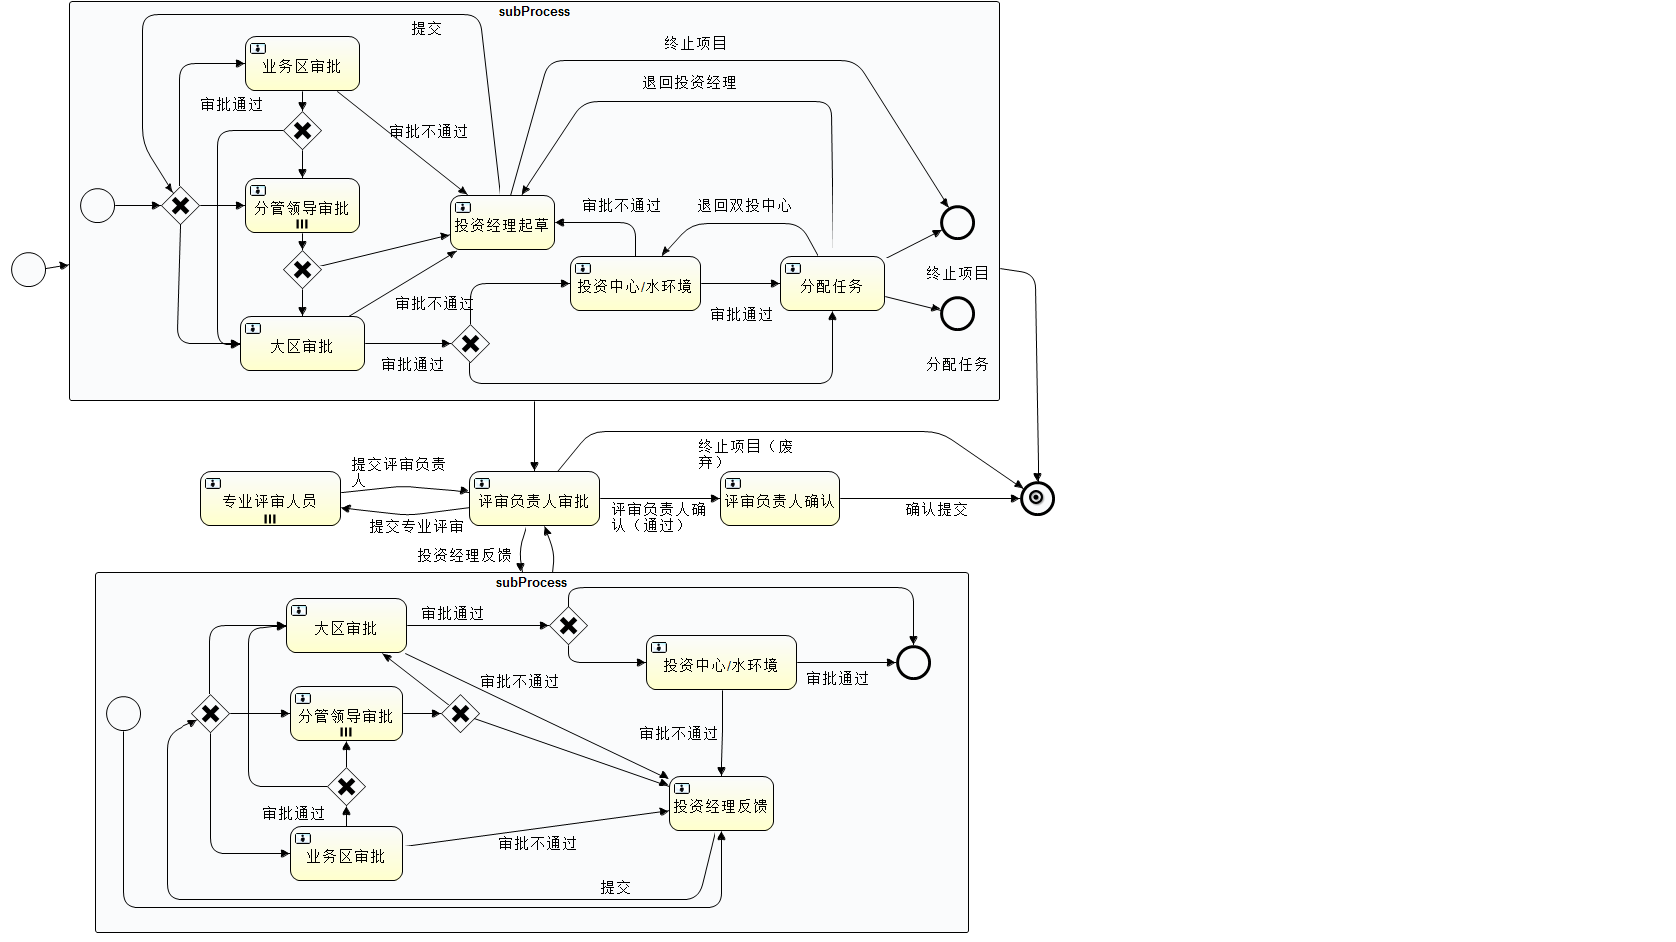 subProcess
提交
终止项目
业务区审批
退回投资经理
审批通过
审批不通过
分管领导审批
投资经理起草
审批不通过
退回双投中心
终止项目
投资中心/水环境
分配任务
审批不通过
审批通过
大区审批
审批通过
分配任务
终止项目（废
弃）
提交评审负责
人
专业评审人员
评审负责人审批
评审负责人确认
评审负责人确
认（通过）
确认提交
提交专业评审
投资经理反馈
subProcess
审批通过
大区审批
投资中心/水环境
审批不通过
审批通过
分管领导审批
审批不通过
投资经理反馈
审批通过
审批不通过
业务区审批
提交